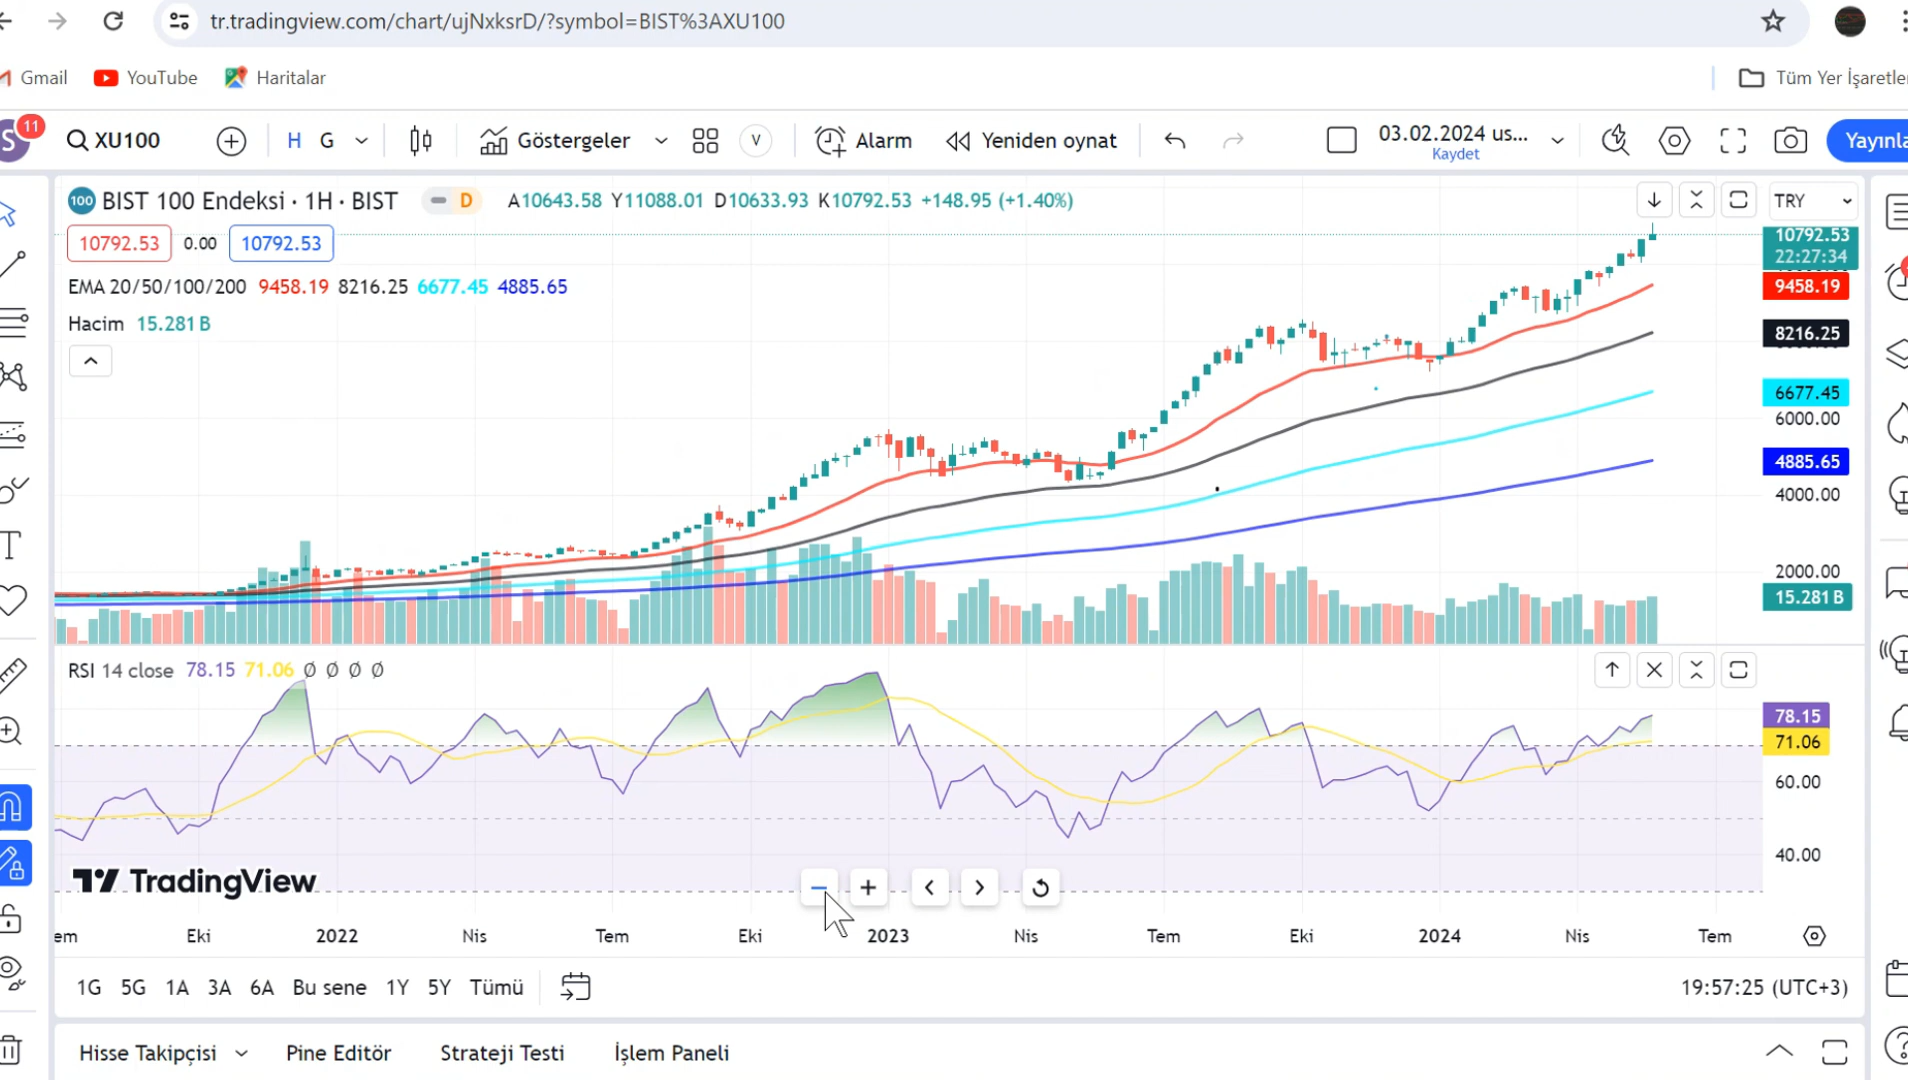 tr.tradingview.com/chart/ujNxksrD/?symbol=BIST%3AXU100
Gmail YouTube Haritalar Tüm Yer İşaretler
S 11 XU100 H G Göstergeler V Alarm Yeniden oynat 03.02.2024 us... Kaydet Yayınla
100 BIST 100 Endeksi · 1H · BIST D A10643.58 Y11088.01 D10633.93 K10792.53 +148.95 (+1.40%) TRY
10792.53 0.00 10792.53
EMA 20/50/100/200 9458.19 8216.25 6677.45 4885.65
Hacim 15.281 B
10792.53
22:27:34
9458.19
8216.25
6677.45
6000.00
4885.65
4000.00
2000.00
15.281 B
RSI 14 close 78.15 71.06 Ø Ø Ø Ø
78.15
71.06
60.00
40.00
TradingView
em Eki 2022 Nis Tem Eki 2023 Nis Tem Eki 2024 Nis Tem
1G 5G 1A 3A 6A Bu sene 1Y 5Y Tümü 19:57:25 (UTC+3)
Hisse Takipçisi Pine Editör Strateji Testi İşlem Paneli